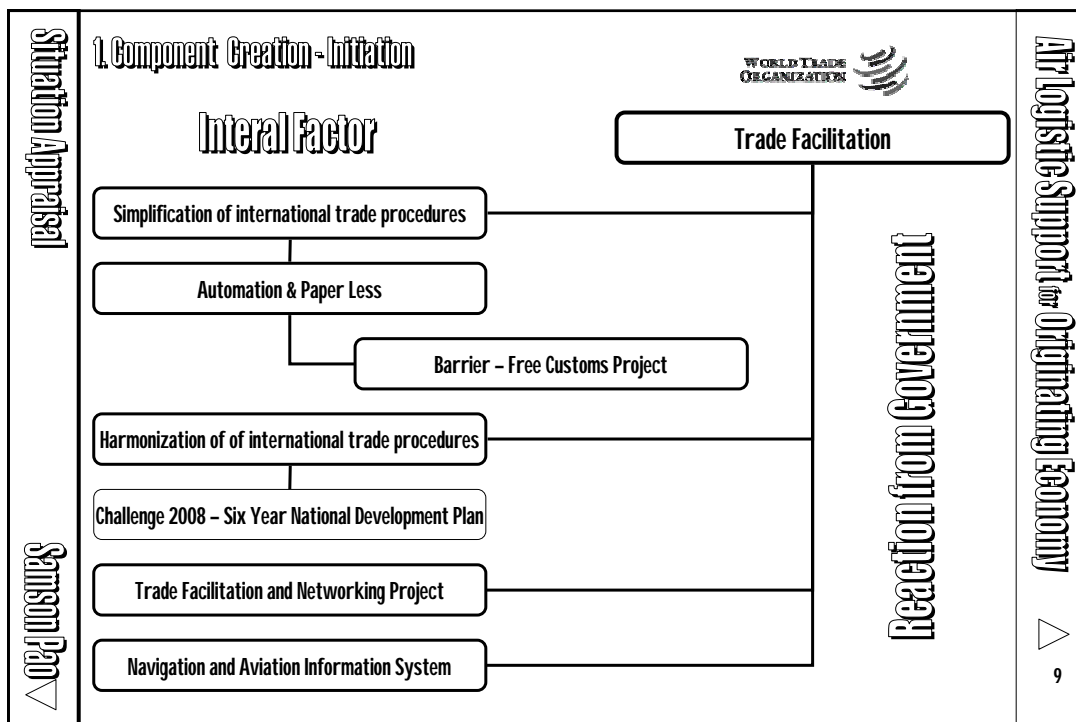 Situation Appraisal
Samson Pao
1. Component Creation - Initiation
WORLD TRADE
ORGANIZATION
Interal Factor
Trade Facilitation
Simplification of international trade procedures
Automation & Paper Less
Barrier – Free Customs Project
Harmonization of of international trade procedures
Challenge 2008 – Six Year National Development Plan
Trade Facilitation and Networking Project
Navigation and Aviation Information System
Reaction from Government
Air Logistic Support for Originating Economy
9